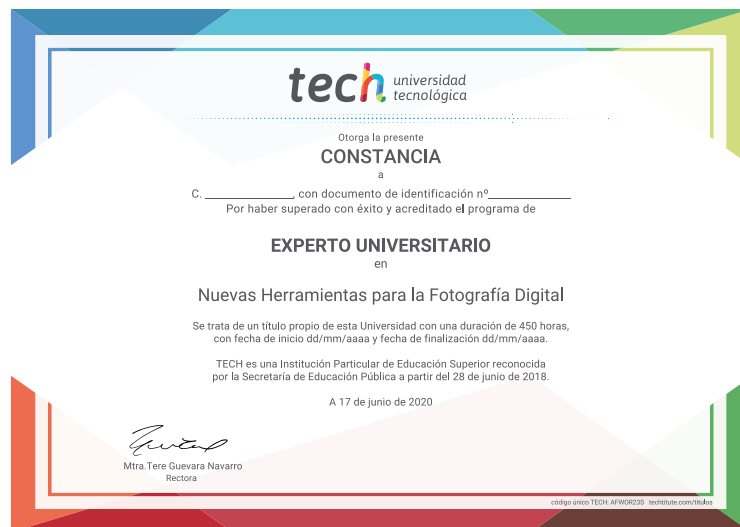 tech universidad
tecnológica
Otorga la presente
CONSTANCIA
a
C. ______________, con documento de identificación nº_____________
Por haber superado con éxito y acreditado el programa de
EXPERTO UNIVERSITARIO
en
Nuevas Herramientas para la Fotografía Digital
Se trata de un título propio de esta Universidad con una duración de 450 horas,
con fecha de inicio dd/mm/aaaa y fecha de finalización dd/mm/aaaa.
TECH es una Institución Particular de Educación Superior reconocida
por la Secretaría de Educación Pública a partir del 28 de junio de 2018.
A 17 de junio de 2020
Mtra.Tere Guevara Navarro
Rectora
código único TECH: AFWOR23S techtitute.com/titulos